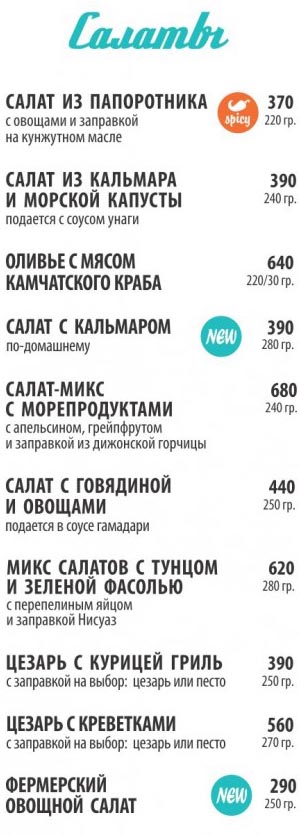 Салаты
САЛАТ ИЗ ПАПОРОТНИКА spicy 370
с овощами и заправкой 220 гр.
на кунжутном масле
САЛАТ ИЗ КАЛЬМАРА 390
И МОРСКОЙ КАПУСТЫ 240 гр.
подается с соусом унаги
ОЛИВЬЕ С МЯСОМ 640
КАМЧАТСКОГО КРАБА 220/30 гр.
САЛАТ С КАЛЬМАРОМ NEW 390
по-домашнему 280 гр.
САЛАТ-МИКС 680
С МОРЕПРОДУКТАМИ 240 гр.
с апельсином, грейпфрутом
и заправкой из дижонской горчицы
САЛАТ С ГОВЯДИНОЙ 440
И ОВОЩАМИ 250 гр.
подается в соусе гамадари
МИКС САЛАТОВ С ТУНЦОМ 620
И ЗЕЛЕНОЙ ФАСОЛЬЮ 280 гр.
с перепелиным яйцом
и заправкой Нисуаз
ЦЕЗАРЬ С КУРИЦЕЙ ГРИЛЬ 390
с заправкой на выбор: цезарь или песто 250 гр.
ЦЕЗАРЬ С КРЕВЕТКАМИ 560
с заправкой на выбор: цезарь или песто 270 гр.
ФЕРМЕРСКИЙ NEW 290
ОВОЩНОЙ САЛАТ 250 гр.